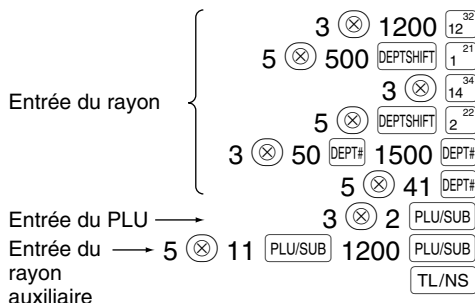 3 ⊗ 1200 12 32
5 ⊗ 500 DEPTSHIFT 1 21
Entrée du rayon
3 ⊗ 14 34
5 ⊗ DEPTSHIFT 2 22
3 ⊗ 50 DEPT# 1500 DEPT#
5 ⊗ 41 DEPT#
Entrée du PLU 3 ⊗ 2 PLU/SUB
Entrée du 5 ⊗ 11 PLU/SUB 1200 PLU/SUB
rayon
TL/NS
auxiliaire